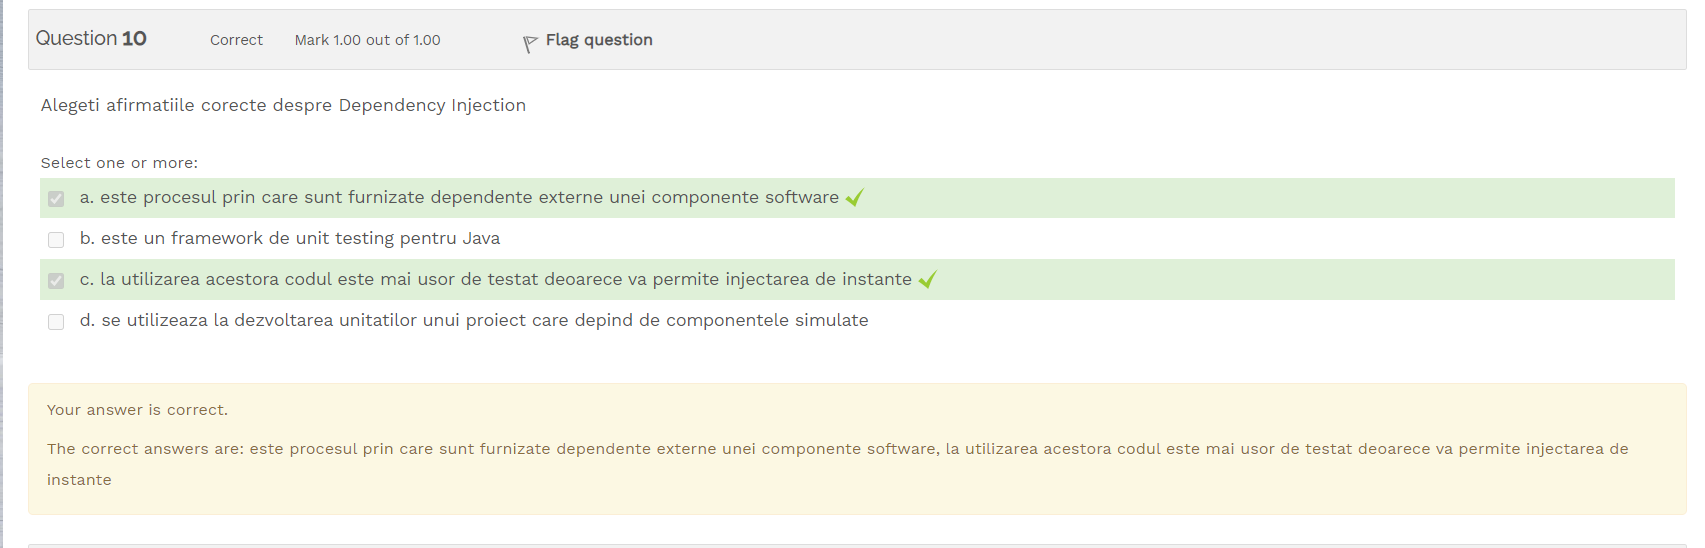 Question 10 Correct Mark 1.00 out of 1.00 Flag question
Alegeti afirmatiile corecte despre Dependency Injection
Select one or more:
a. este procesul prin care sunt furnizate dependente externe unei componente software
b. este un framework de unit testing pentru Java
c. la utilizarea acestora codul este mai usor de testat deoarece va permite injectarea de instante
d. se utilizeaza la dezvoltarea unitatilor unui proiect care depind de componentele simulate
Your answer is correct.
The correct answers are: este procesul prin care sunt furnizate dependente externe unei componente software, la utilizarea acestora codul este mai usor de testat deoarece va permite injectarea de
instante